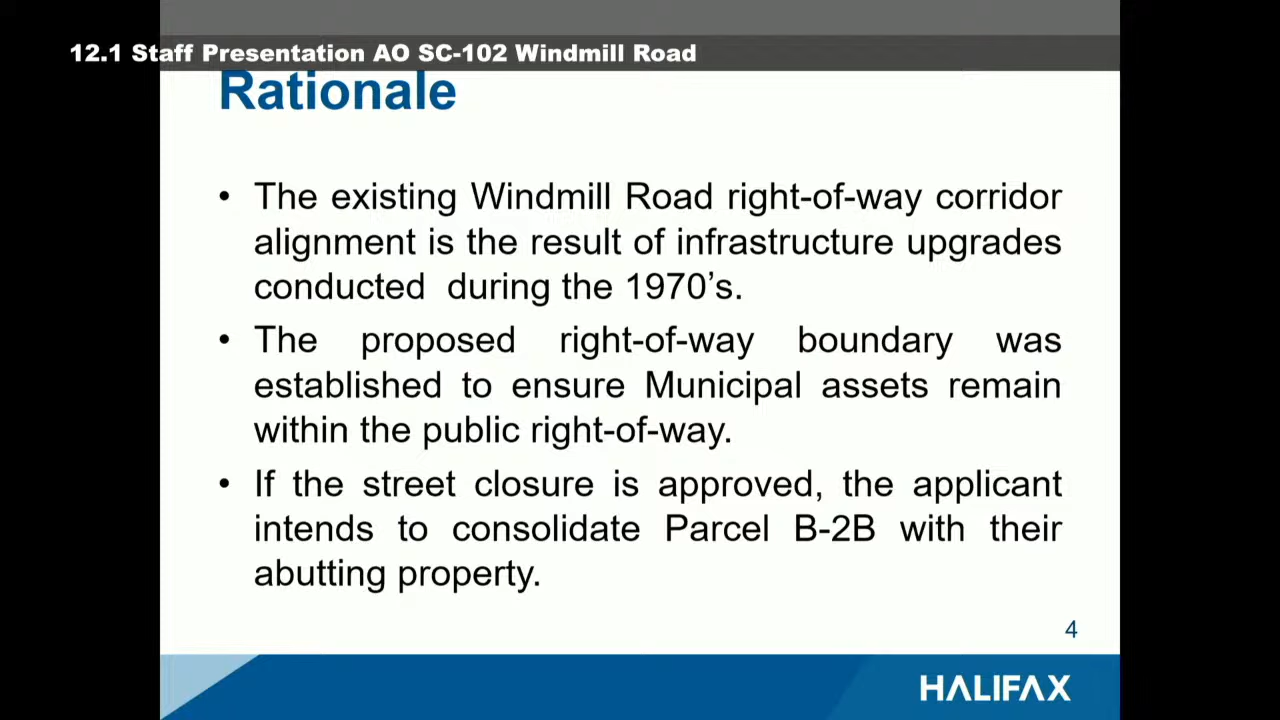 12.1 Staff Presentation AO SC-102 Windmill Road
Rationale
• The existing Windmill Road right-of-way corridor
alignment is the result of infrastructure upgrades
conducted  during the 1970’s.
• The proposed right-of-way boundary was
established to ensure Municipal assets remain
within the public right-of-way.
• If the street closure is approved, the applicant
intends to consolidate Parcel B-2B with their
abutting property.
4
HALIFAX